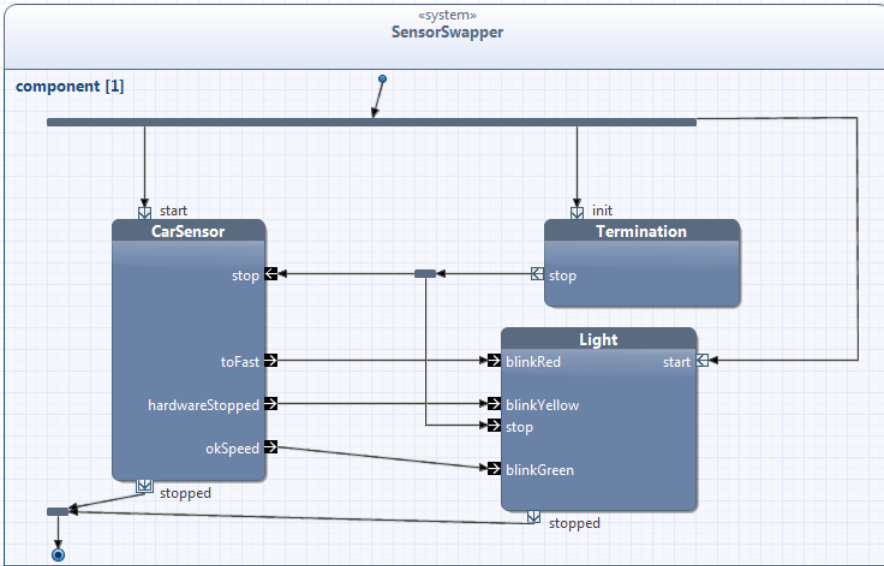 «system»
SensorSwapper
component [1]
start
init
CarSensor
Termination
stop
stop
Light
toFast
blinkRed
start
hardwareStopped
blinkYellow
stop
okSpeed
blinkGreen
stopped
stopped